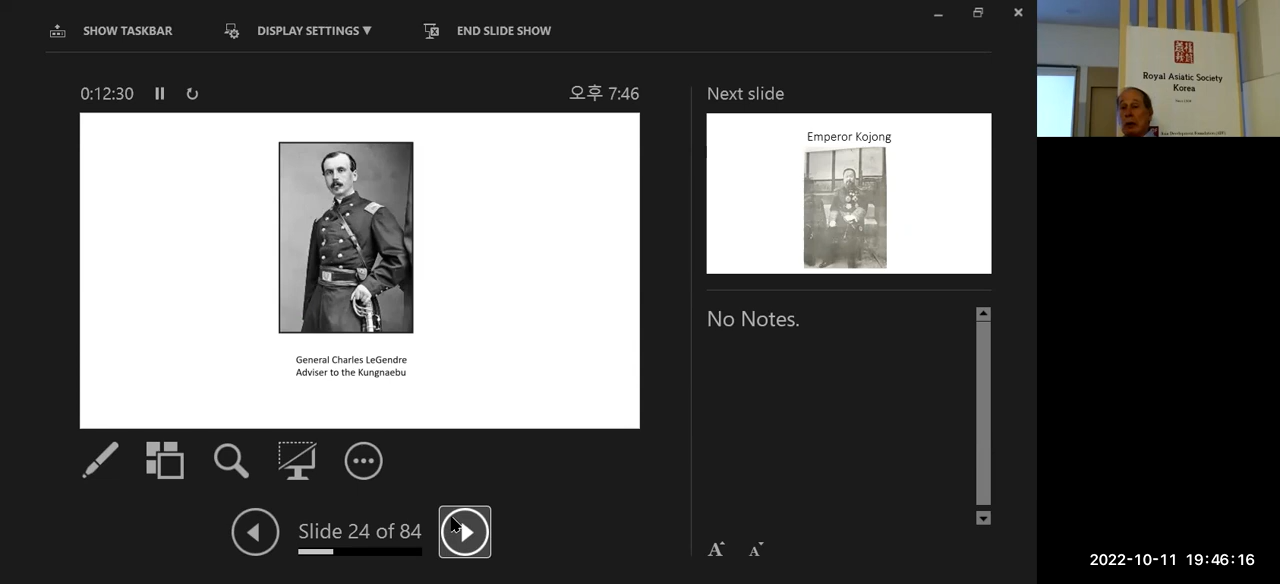 SHOW TASKBAR
DISPLAY SETTINGS ▼
END SLIDE SHOW
0:12:30
오후 7:46
Next slide
Emperor Kojong
General Charles LeGendre
Adviser to the Kungnaebu
No Notes.
Slide 24 of 84
A
A
Royal Asiatic Society
Korea
2022-10-11 19:46:16